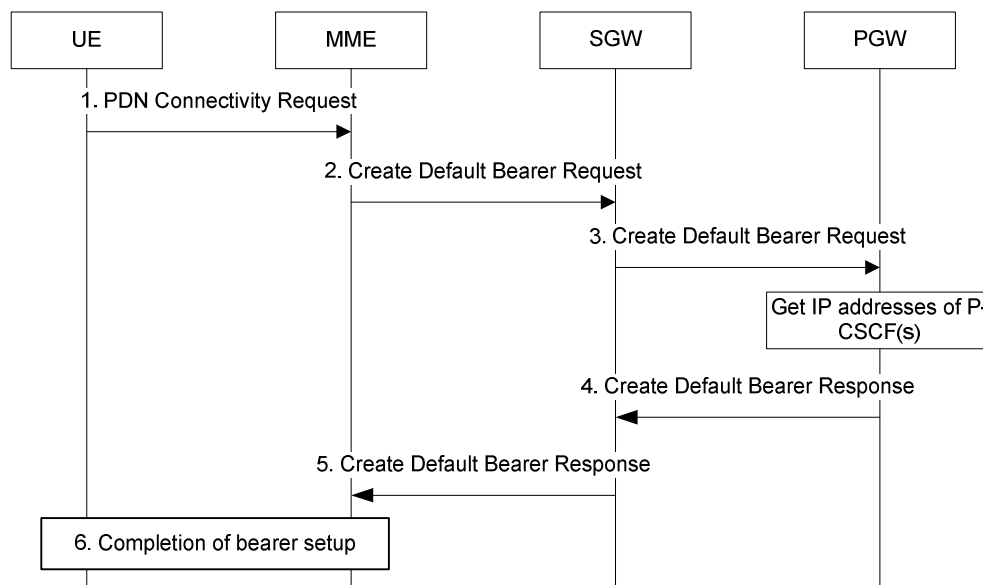 UE
MME
SGW
PGW
1. PDN Connectivity Request
2. Create Default Bearer Request
3. Create Default Bearer Request
Get IP addresses of P-
CSCF(s)
4. Create Default Bearer Response
5. Create Default Bearer Response
6. Completion of bearer setup